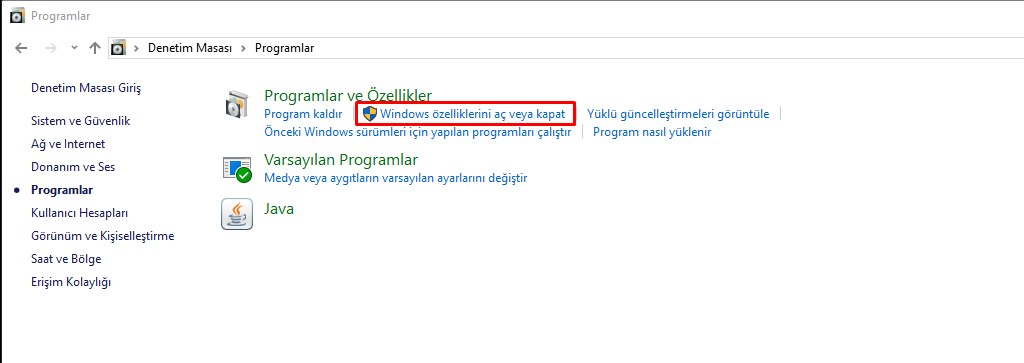 Programlar
Denetim Masası > Programlar
Denetim Masası Giriş
Sistem ve Güvenlik
Ağ ve Internet
Donanım ve Ses
Programlar
Kullanıcı Hesapları
Görünüm ve Kişiselleştirme
Saat ve Bölge
Erişim Kolaylığı
Programlar ve Özellikler
Program kaldır
Windows özelliklerini aç veya kapat
Yüklü güncelleştirmeleri görüntüle
Önceki Windows sürümleri için yapılan programları çalıştır
Program nasıl yüklenir
Varsayılan Programlar
Medya veya aygıtların varsayılan ayarlarını değiştir
Java